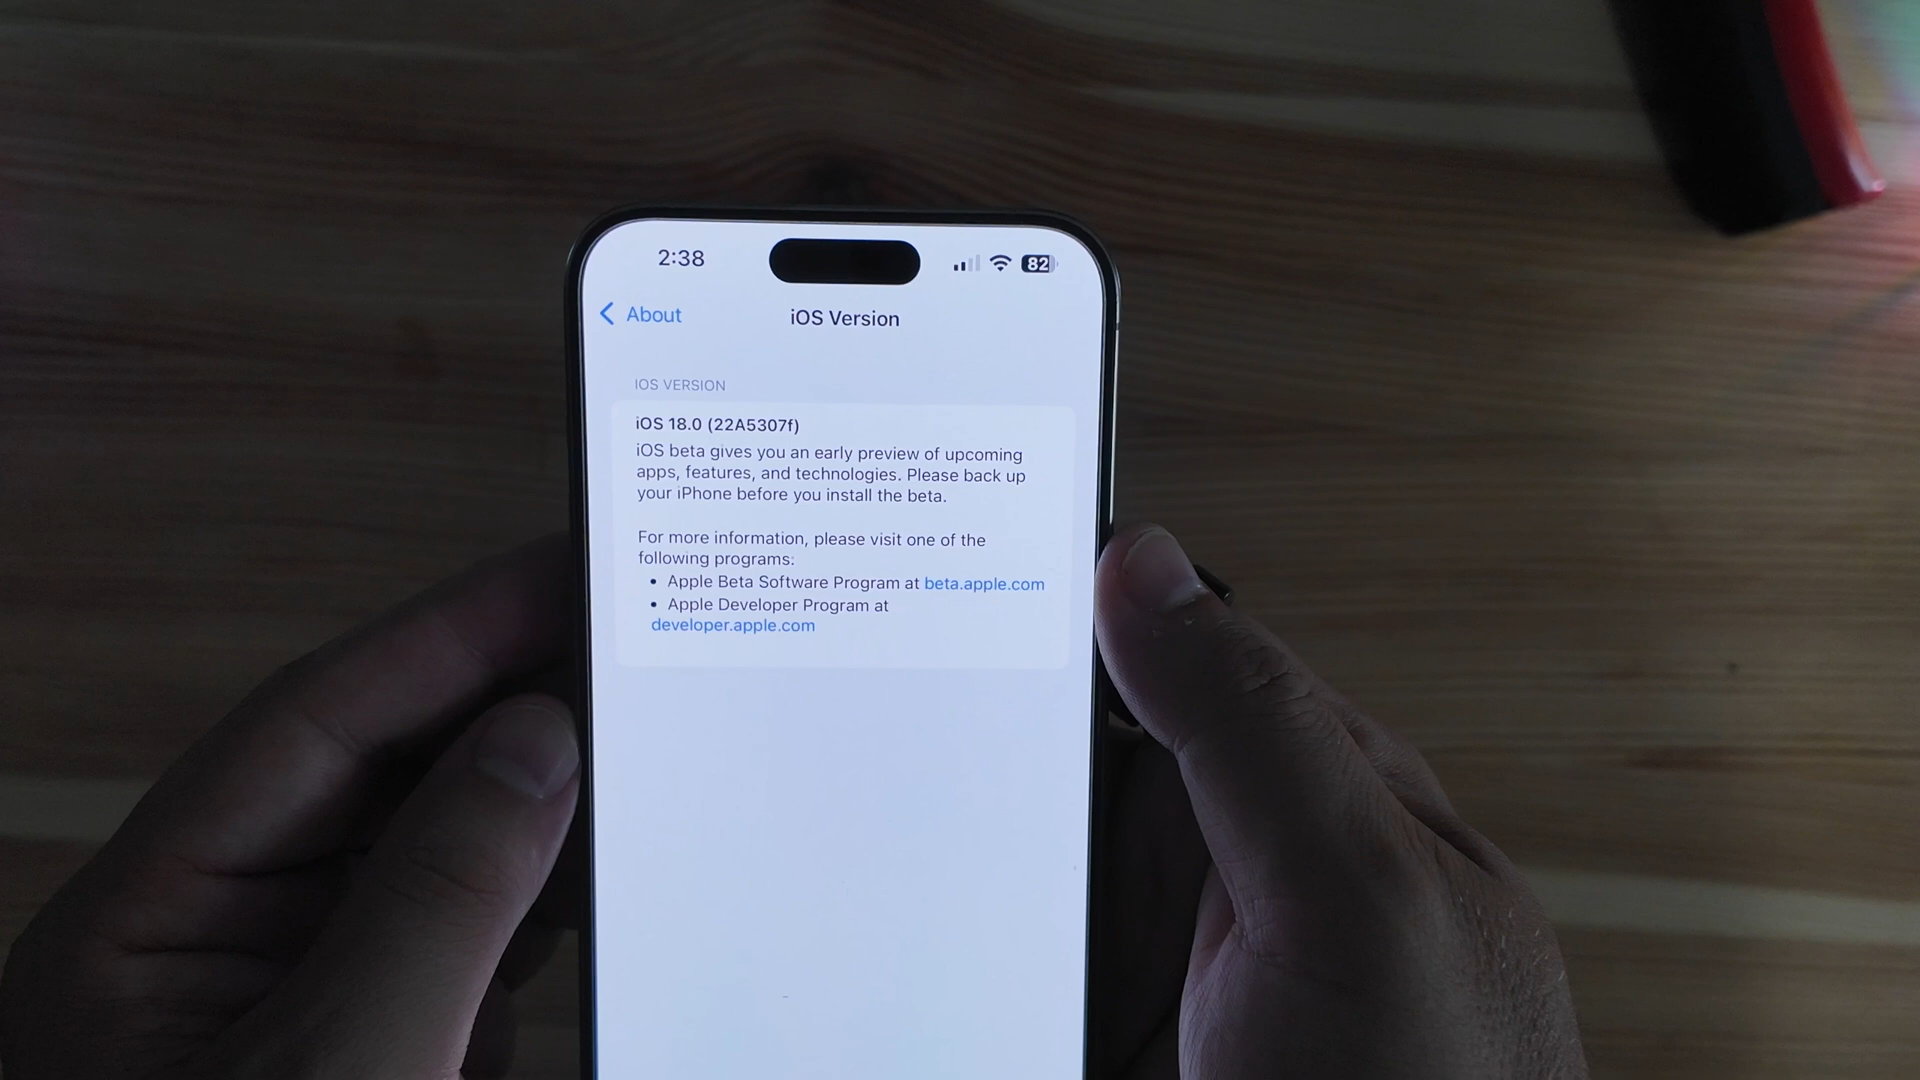 2:38
82
About
iOS Version
IOS VERSION
iOS 18.0 (22A5307f)
iOS beta gives you an early preview of upcoming
apps, features, and technologies. Please back up
your iPhone before you install the beta.
For more information, please visit one of the
following programs:
• Apple Beta Software Program at beta.apple.com
• Apple Developer Program at
developer.apple.com